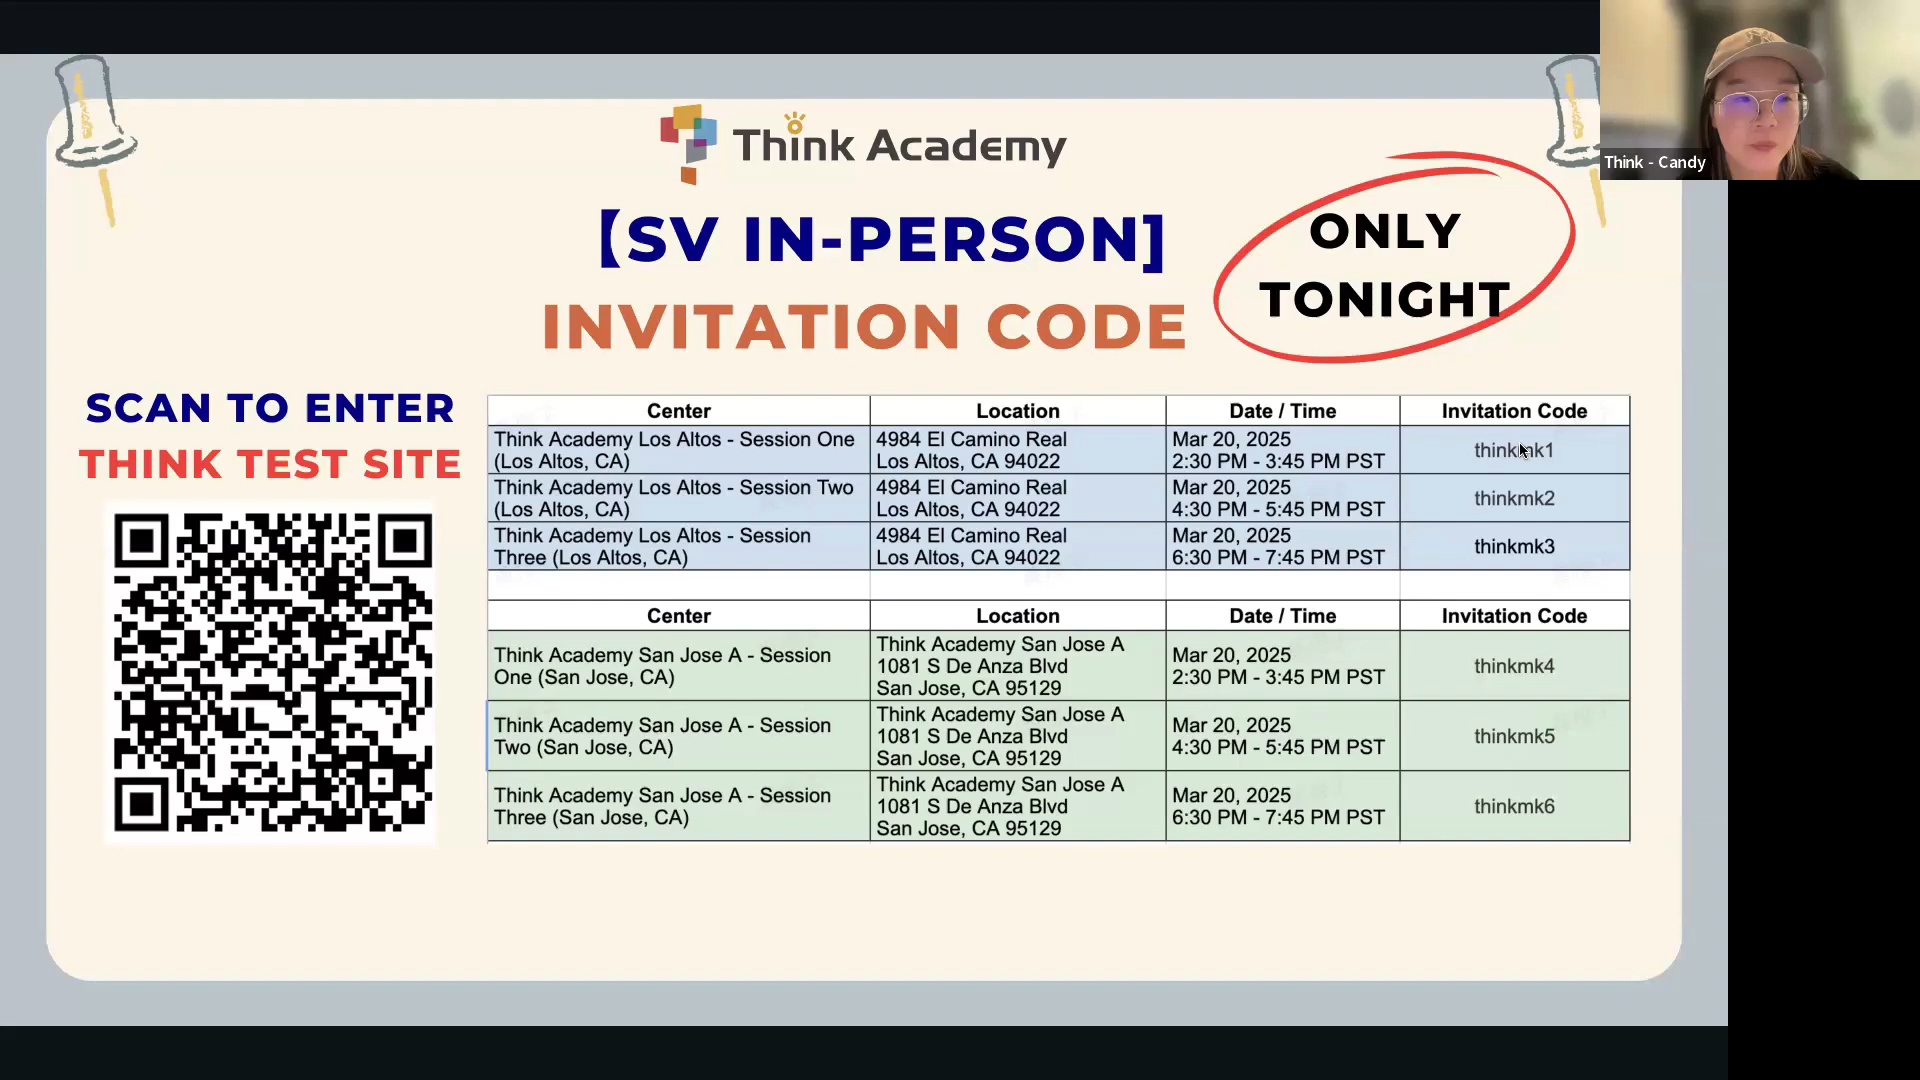 Think - Candy
Think Academy
【SV IN-PERSON]
INVITATION CODE
ONLY
TONIGHT
SCAN TO ENTER
THINK TEST SITE
Center Location Date / Time Invitation Code
Think Academy Los Altos - Session One
(Los Altos, CA)
4984 El Camino Real
Los Altos, CA 94022
Mar 20, 2025
2:30 PM - 3:45 PM PST
thinkmk1
Think Academy Los Altos - Session Two
(Los Altos, CA)
4984 El Camino Real
Los Altos, CA 94022
Mar 20, 2025
4:30 PM - 5:45 PM PST
thinkmk2
Think Academy Los Altos - Session
Three (Los Altos, CA)
4984 El Camino Real
Los Altos, CA 94022
Mar 20, 2025
6:30 PM - 7:45 PM PST
thinkmk3
Center Location Date / Time Invitation Code
Think Academy San Jose A - Session
One (San Jose, CA)
Think Academy San Jose A
1081 S De Anza Blvd
San Jose, CA 95129
Mar 20, 2025
2:30 PM - 3:45 PM PST
thinkmk4
Think Academy San Jose A - Session
Two (San Jose, CA)
Think Academy San Jose A
1081 S De Anza Blvd
San Jose, CA 95129
Mar 20, 2025
4:30 PM - 5:45 PM PST
thinkmk5
Think Academy San Jose A - Session
Three (San Jose, CA)
Think Academy San Jose A
1081 S De Anza Blvd
San Jose, CA 95129
Mar 20, 2025
6:30 PM - 7:45 PM PST
thinkmk6